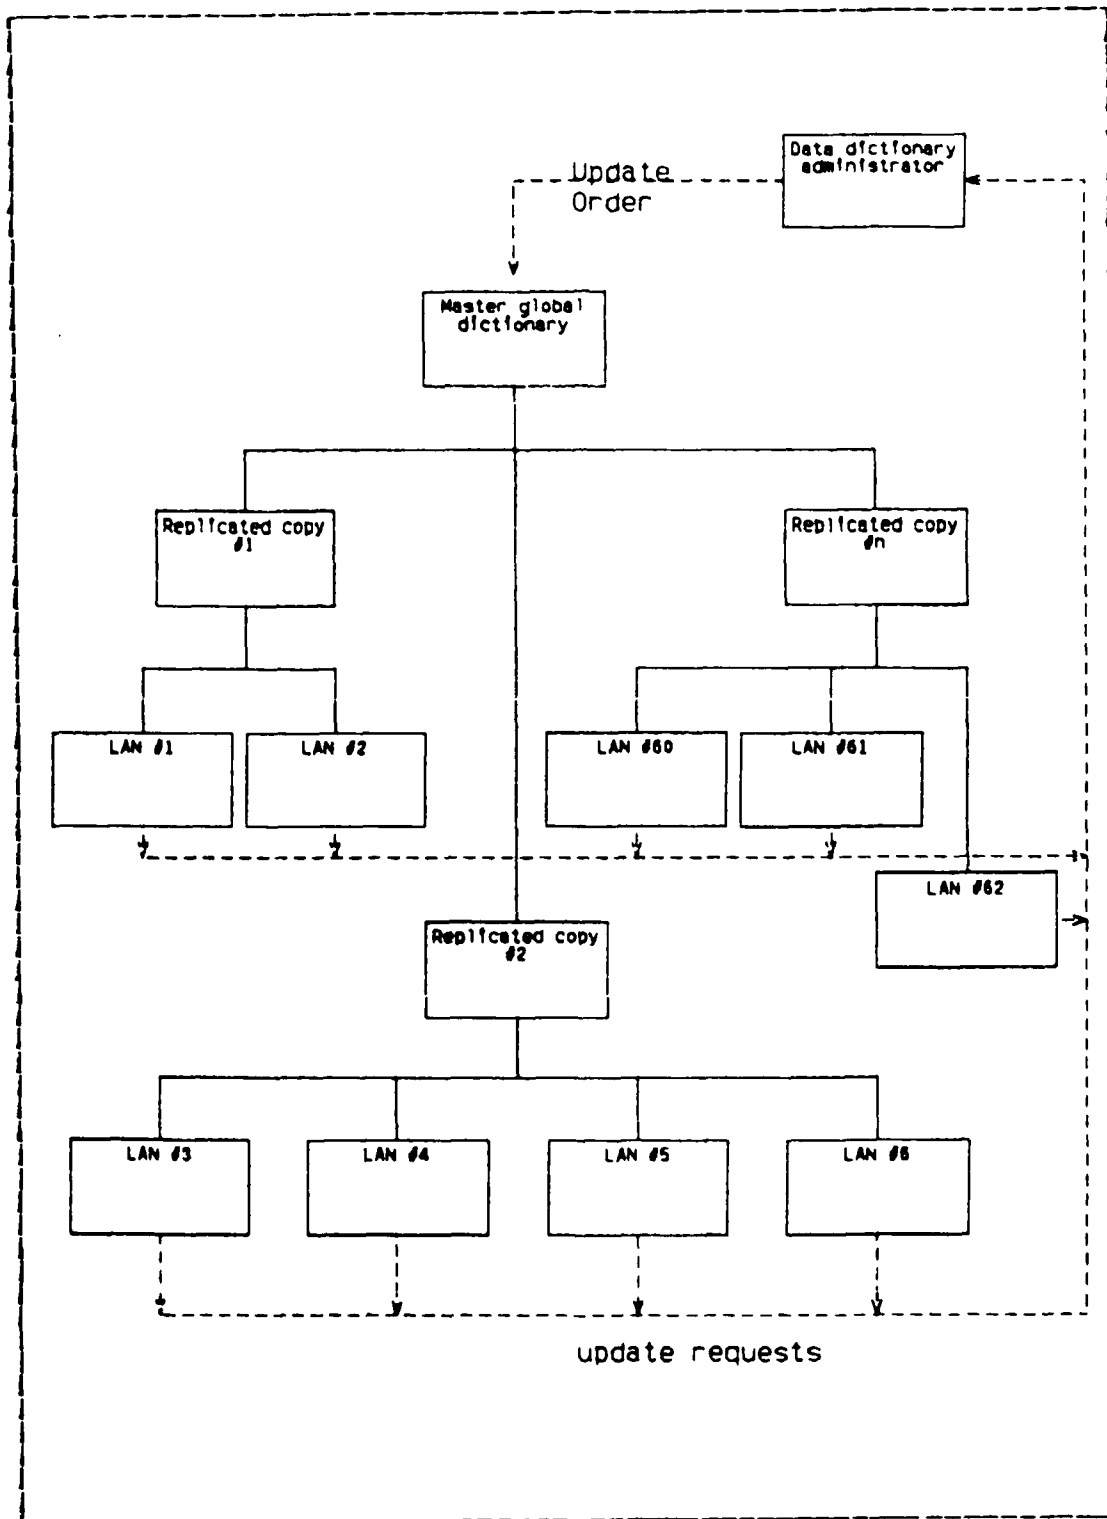 Data dictionary
administrator
Update
Order
Master global
dictionary
Replicated copy
#1
Replicated copy
#n
LAN #1
LAN #2
LAN #60
LAN #61
LAN #62
Replicated copy
#2
LAN #3
LAN #4
LAN #5
LAN #6
update requests